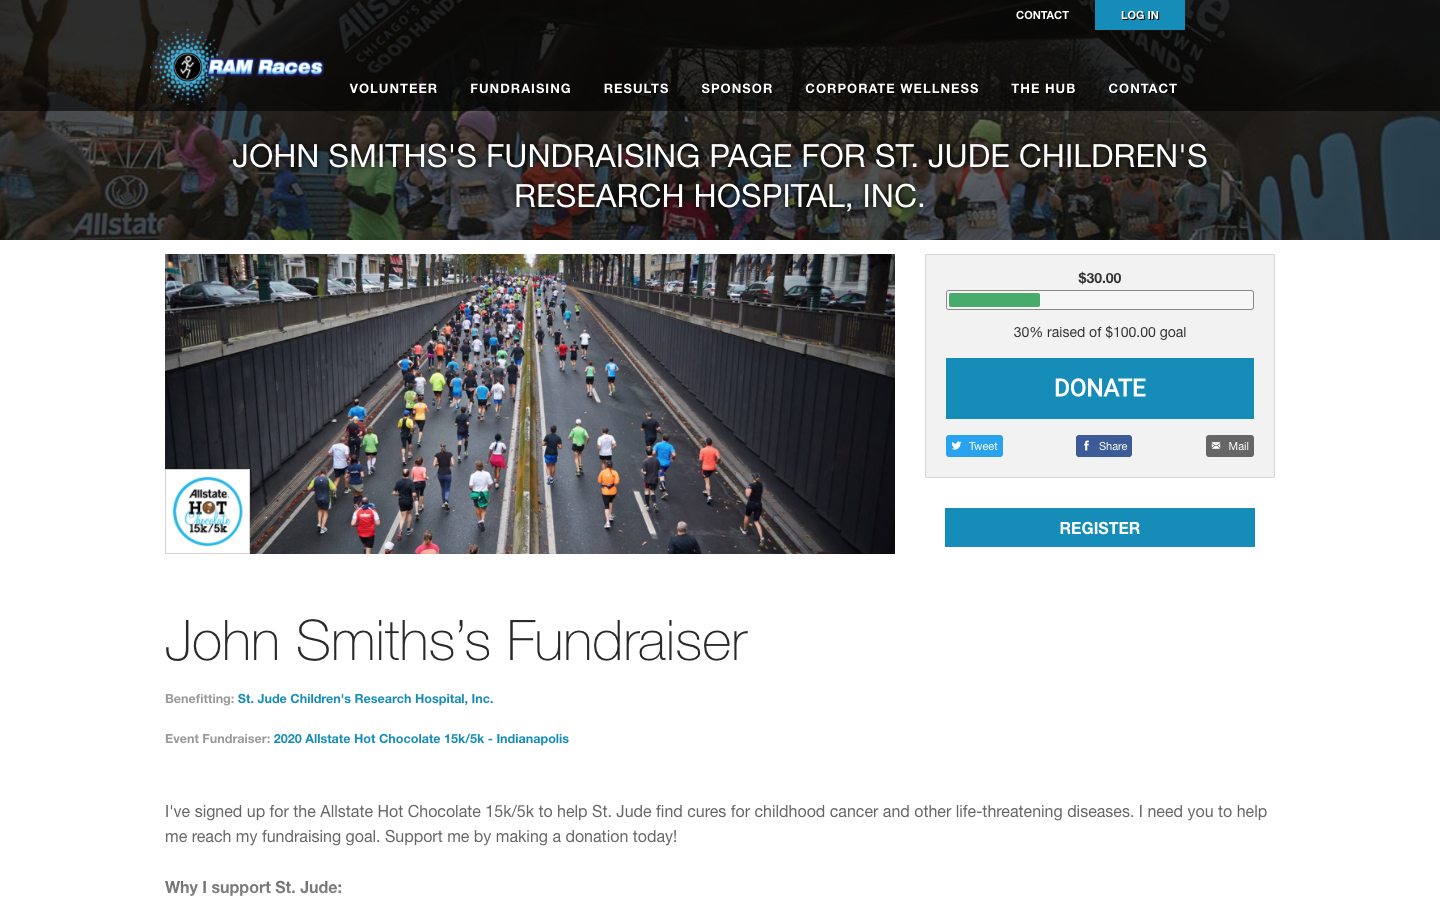 CONTACT
LOG IN
RAM Races
VOLUNTEER
FUNDRAISING
RESULTS
SPONSOR
CORPORATE WELLNESS
THE HUB
CONTACT
JOHN SMITHS'S FUNDRAISING PAGE FOR ST. JUDE CHILDREN'S
RESEARCH HOSPITAL, INC.
Allstate
$30.00
30% raised of $100.00 goal
DONATE
Tweet
Share
Mail
Allstate
HOT
Chocolate
15k/5k
REGISTER
John Smiths’s Fundraiser
Benefitting: St. Jude Children's Research Hospital, Inc.
Event Fundraiser: 2020 Allstate Hot Chocolate 15k/5k - Indianapolis
I've signed up for the Allstate Hot Chocolate 15k/5k to help St. Jude find cures for childhood cancer and other life-threatening diseases. I need you to help
me reach my fundraising goal. Support me by making a donation today!
Why I support St. Jude: